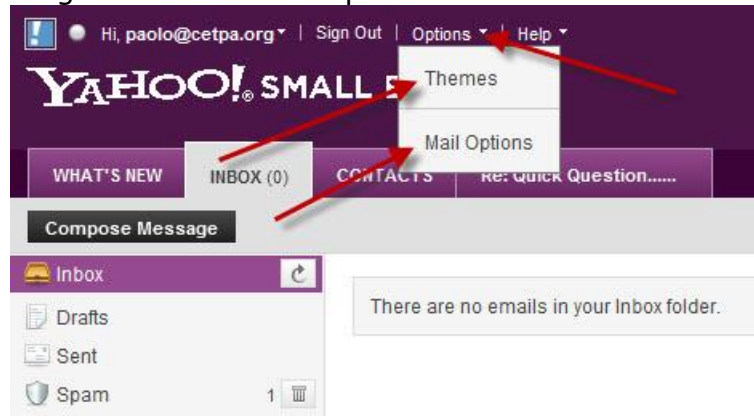 Hi, paolo@cetpa.org | Sign Out | Options | Help
YAHOO!® SMALL
Themes
Mail Options
WHAT'S NEW INBOX (0) CONTACTS Re: Quick Question......
Compose Message
Inbox
There are no emails in your Inbox folder.
Drafts
Sent
Spam 1